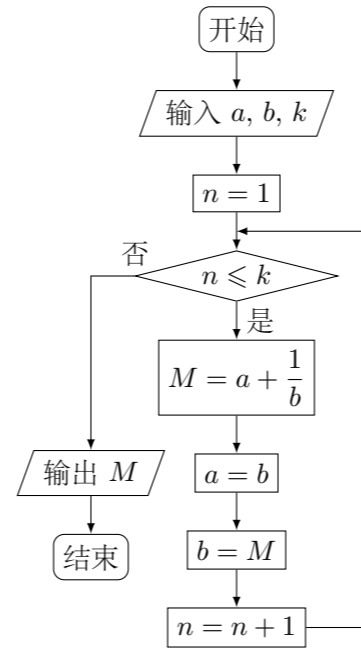 开始
输入 a, b, k
n = 1
n ⩽ k
否
是
M = a + 1/b
输出 M
a = b
结束
b = M
n = n + 1